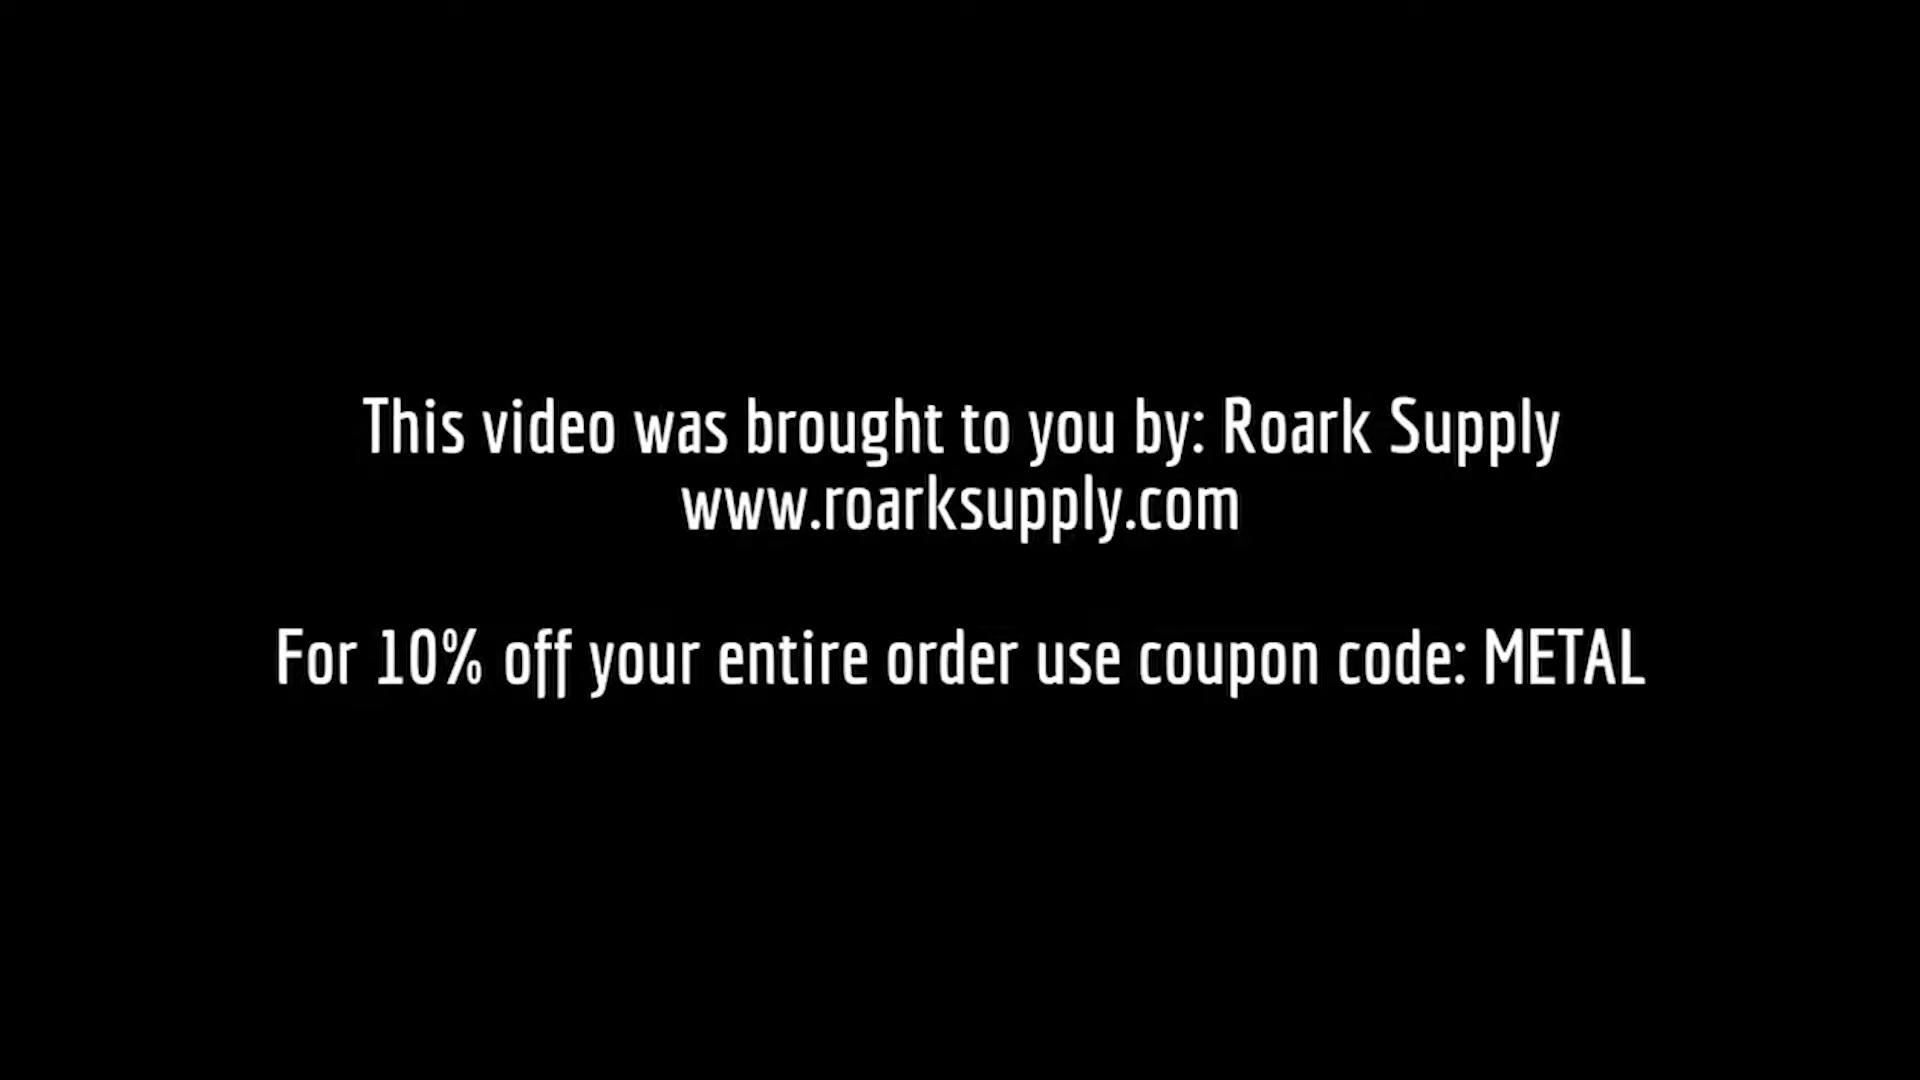 This video was brought to you by: Roark Supply
www.roarksupply.com
For 10% off your entire order use coupon code: METAL